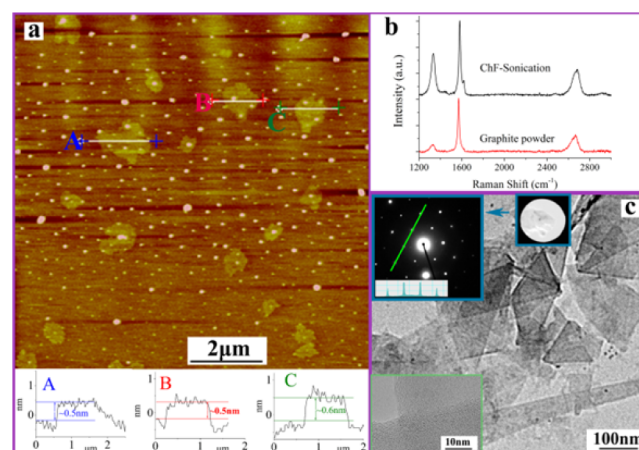 a
B
C
A
2μm
A
B
C
1
0
nm
~0.5nm
0
1
μm
2
1
0
nm
~0.5nm
0
1
μm
2
1
0
nm
~0.6nm
0
1
μm
2
b
Intensity (a.u.)
ChF-Sonication
Graphite powder
1200
1600
2000
2400
2800
Raman Shift (cm⁻¹)
c
10nm
100nm